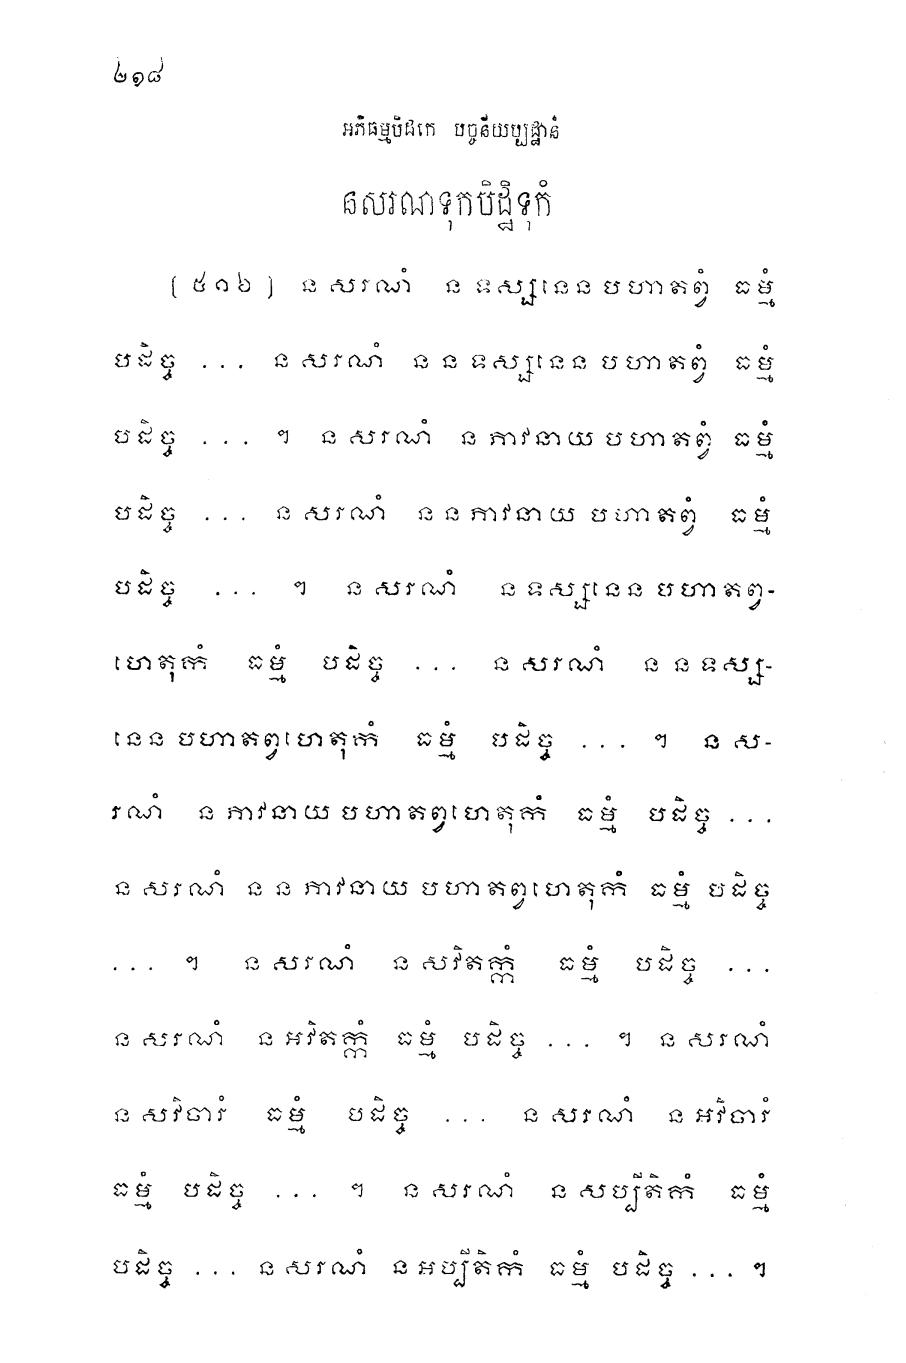 ២១៨
អភិធម្មបិដកេ បច្ចនីយប្បដ្ឋានំ
នសរណទុកបិដ្ឋិទុកំ
(៥១៦) ន សរណំ ន ទស្សនេន បហាតព្វំ ធម្មំ
បដិច្ច ... ន សរណំ ន ន ទស្សនេន បហាតព្វំ ធម្មំ
បដិច្ច ... ។ ន សរណំ ន ភាវនាយ បហាតព្វំ ធម្មំ
បដិច្ច ... ន សរណំ ន ន ភាវនាយ បហាតព្វំ ធម្មំ
បដិច្ច ... ។ ន សរណំ ន ទស្សនេន បហាតព្វ-
ហេតុកំ ធម្មំ បដិច្ច ... ន សរណំ ន ន ទស្ស-
នេន បហាតព្វហេតុកំ ធម្មំ បដិច្ច ... ។ ន ស-
រណំ ន ភាវនាយ បហាតព្វហេតុកំ ធម្មំ បដិច្ច ...
ន សរណំ ន ន ភាវនាយ បហាតព្វហេតុកំ ធម្មំ បដិច្ច
... ។ ន សរណំ ន សវិតក្កំ ធម្មំ បដិច្ច ...
ន សរណំ ន អវិតក្កំ ធម្មំ បដិច្ច ... ។ ន សរណំ
ន សវិចារំ ធម្មំ បដិច្ច ... ន សរណំ ន អវិចារំ
ធម្មំ បដិច្ច ... ។ ន សរណំ ន សប្បីតិកំ ធម្មំ
បដិច្ច ... ន សរណំ ន អប្បីតិកំ ធម្មំ បដិច្ច ... ។